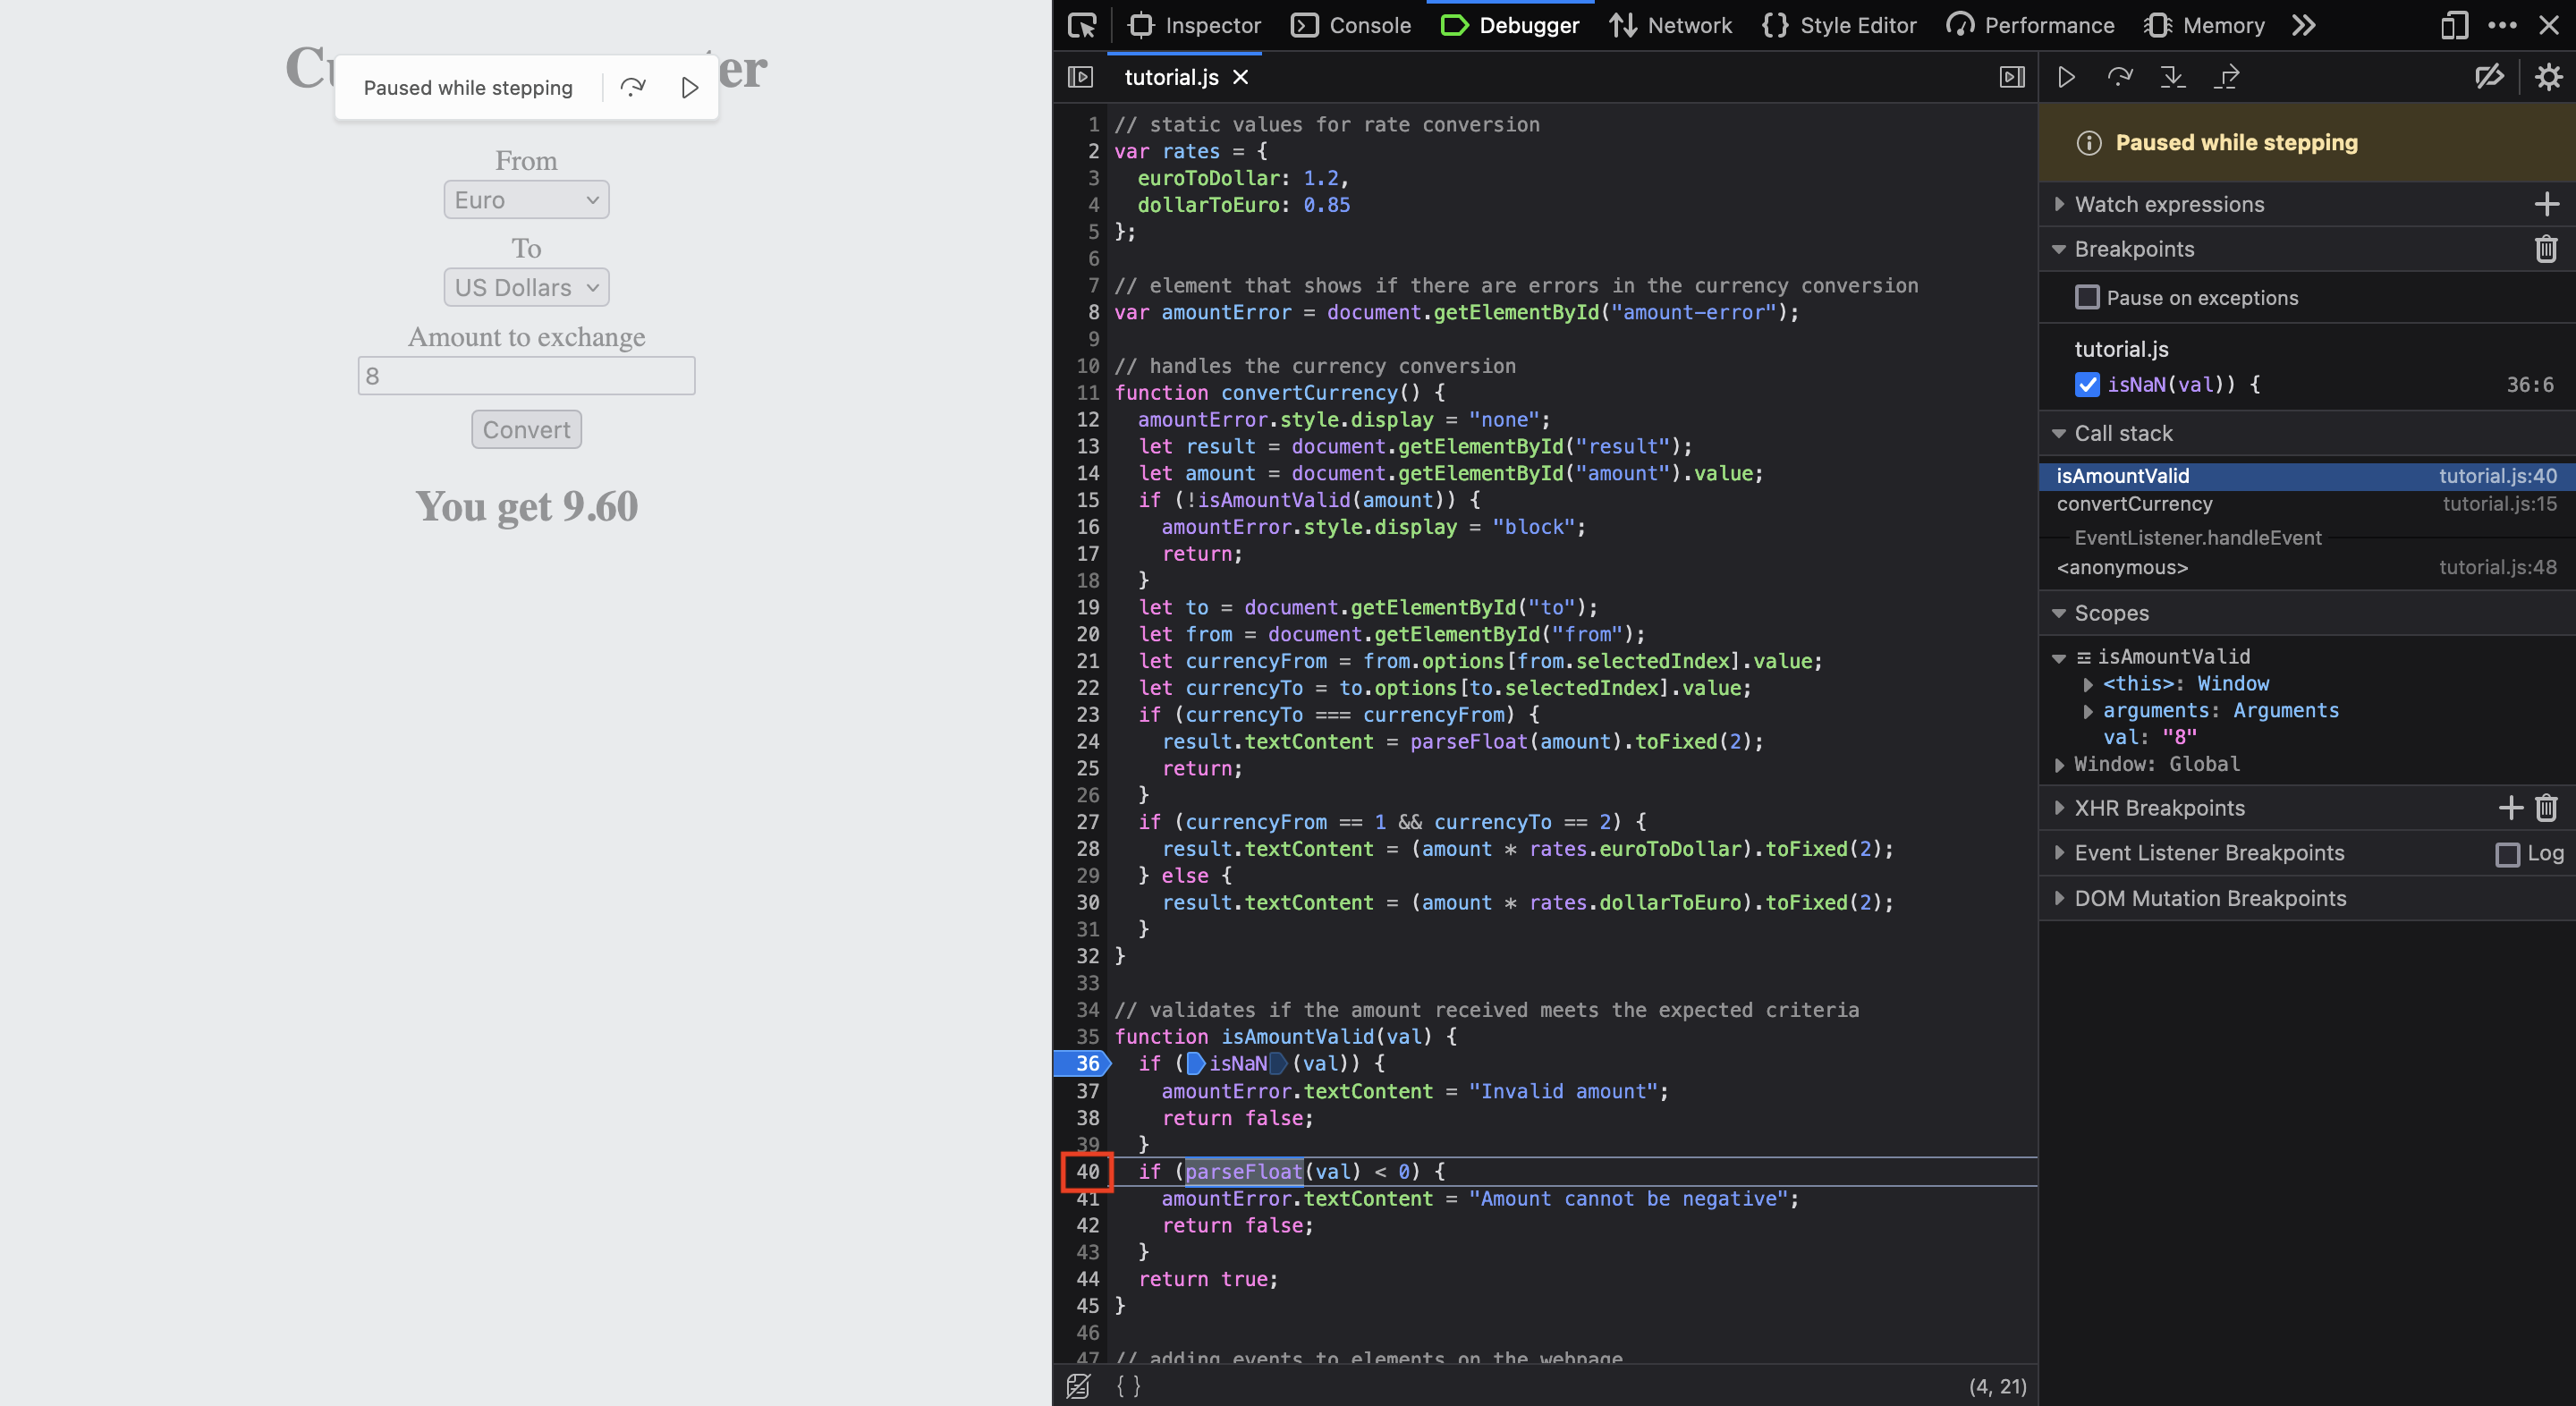 Paused while stepping
From
Euro
To
US Dollars
Amount to exchange
8
Convert
You get 9.60
Inspector
Console
Debugger
Network
Style Editor
Performance
Memory
tutorial.js
1 // static values for rate conversion
2 var rates = {
3 euroToDollar: 1.2,
4 dollarToEuro: 0.85
5 };
6
7 // element that shows if there are errors in the currency conversion
8 var amountError = document.getElementById("amount-error");
9
10 // handles the currency conversion
11 function convertCurrency() {
12 amountError.style.display = "none";
13 let result = document.getElementById("result");
14 let amount = document.getElementById("amount").value;
15 if (!isAmountValid(amount)) {
16 amountError.style.display = "block";
17 return;
18 }
19 let to = document.getElementById("to");
20 let from = document.getElementById("from");
21 let currencyFrom = from.options[from.selectedIndex].value;
22 let currencyTo = to.options[to.selectedIndex].value;
23 if (currencyTo === currencyFrom) {
24 result.textContent = parseFloat(amount).toFixed(2);
25 return;
26 }
27 if (currencyFrom == 1 && currencyTo == 2) {
28 result.textContent = (amount * rates.euroToDollar).toFixed(2);
29 } else {
30 result.textContent = (amount * rates.dollarToEuro).toFixed(2);
31 }
32 }
33
34 // validates if the amount received meets the expected criteria
35 function isAmountValid(val) {
36 if (isNaN(val)) {
37 amountError.textContent = "Invalid amount";
38 return false;
39 }
40 if (parseFloat(val) < 0) {
41 amountError.textContent = "Amount cannot be negative";
42 return false;
43 }
44 return true;
45 }
46
47 // adding events to elements on the webpage
(4, 21)
Paused while stepping
Watch expressions
Breakpoints
Pause on exceptions
tutorial.js
isNaN(val)) { 36:6
Call stack
isAmountValid tutorial.js:40
convertCurrency tutorial.js:15
EventListener.handleEvent
<anonymous> tutorial.js:48
Scopes
isAmountValid
<this>: Window
arguments: Arguments
val: "8"
Window: Global
XHR Breakpoints
Event Listener Breakpoints Log
DOM Mutation Breakpoints